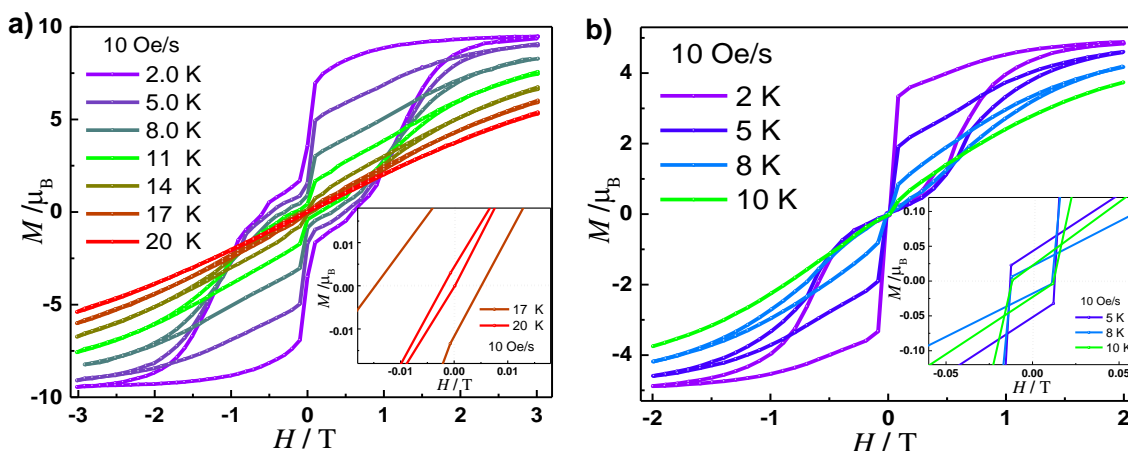 a)
10 Oe/s
2.0 K
5.0 K
8.0 K
11 K
14 K
17 K
20 K
M /μB
10
5
0
-5
-10
-3 -2 -1 0 1 2 3
H / T
M /μB
0.01
0.00
-0.01
17 K
20 K
10 Oe/s
-0.01 0.00 0.01
H / T
b)
10 Oe/s
2 K
5 K
8 K
10 K
M /μB
4
2
0
-2
-4
-2 -1 0 1 2
H / T
M /μB
0.10
0.05
0.00
-0.05
-0.10
10 Oe/s
5 K
8 K
10 K
-0.05 0.00 0.05
H / T